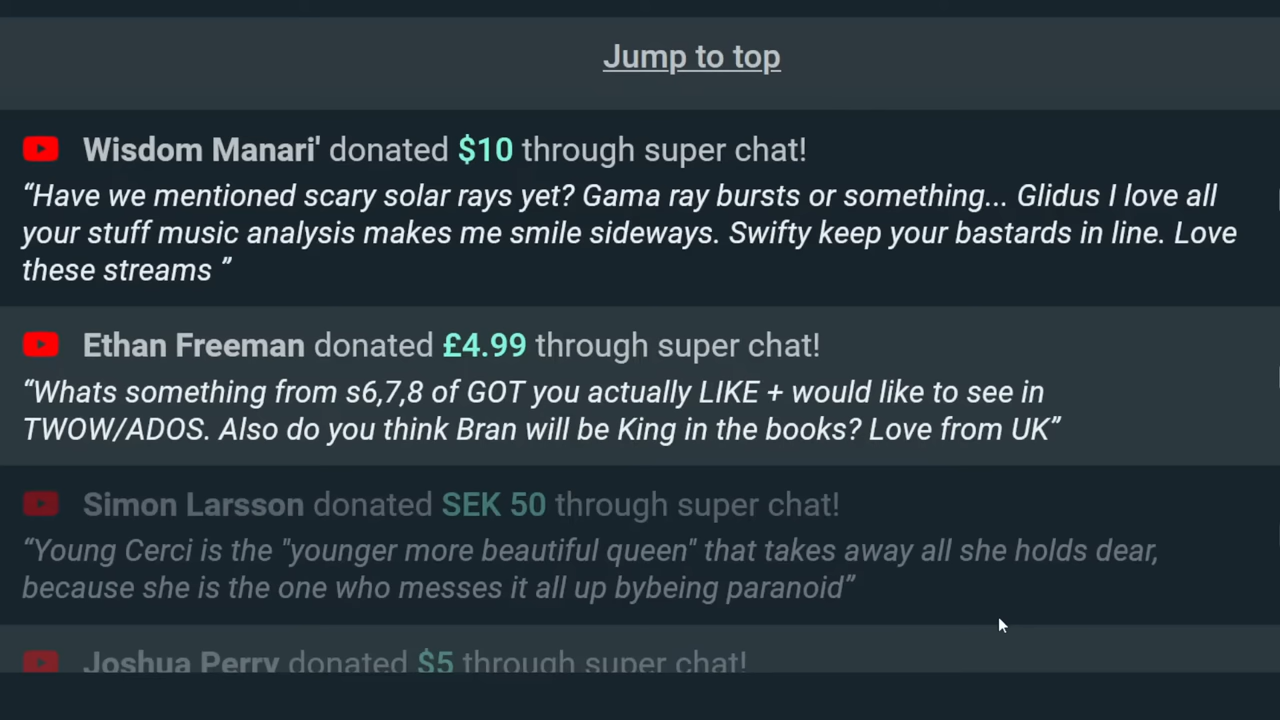 Jump to top
Wisdom Manari' donated $10 through super chat!
“Have we mentioned scary solar rays yet? Gama ray bursts or something... Glidus I love all
your stuff music analysis makes me smile sideways. Swifty keep your bastards in line. Love
these streams ”
Ethan Freeman donated £4.99 through super chat!
“Whats something from s6,7,8 of GOT you actually LIKE + would like to see in
TWOW/ADOS. Also do you think Bran will be King in the books? Love from UK”
Simon Larsson donated SEK 50 through super chat!
“Young Cerci is the "younger more beautiful queen" that takes away all she holds dear,
because she is the one who messes it all up bybeing paranoid”
Joshua Perry donated $5 through super chat!